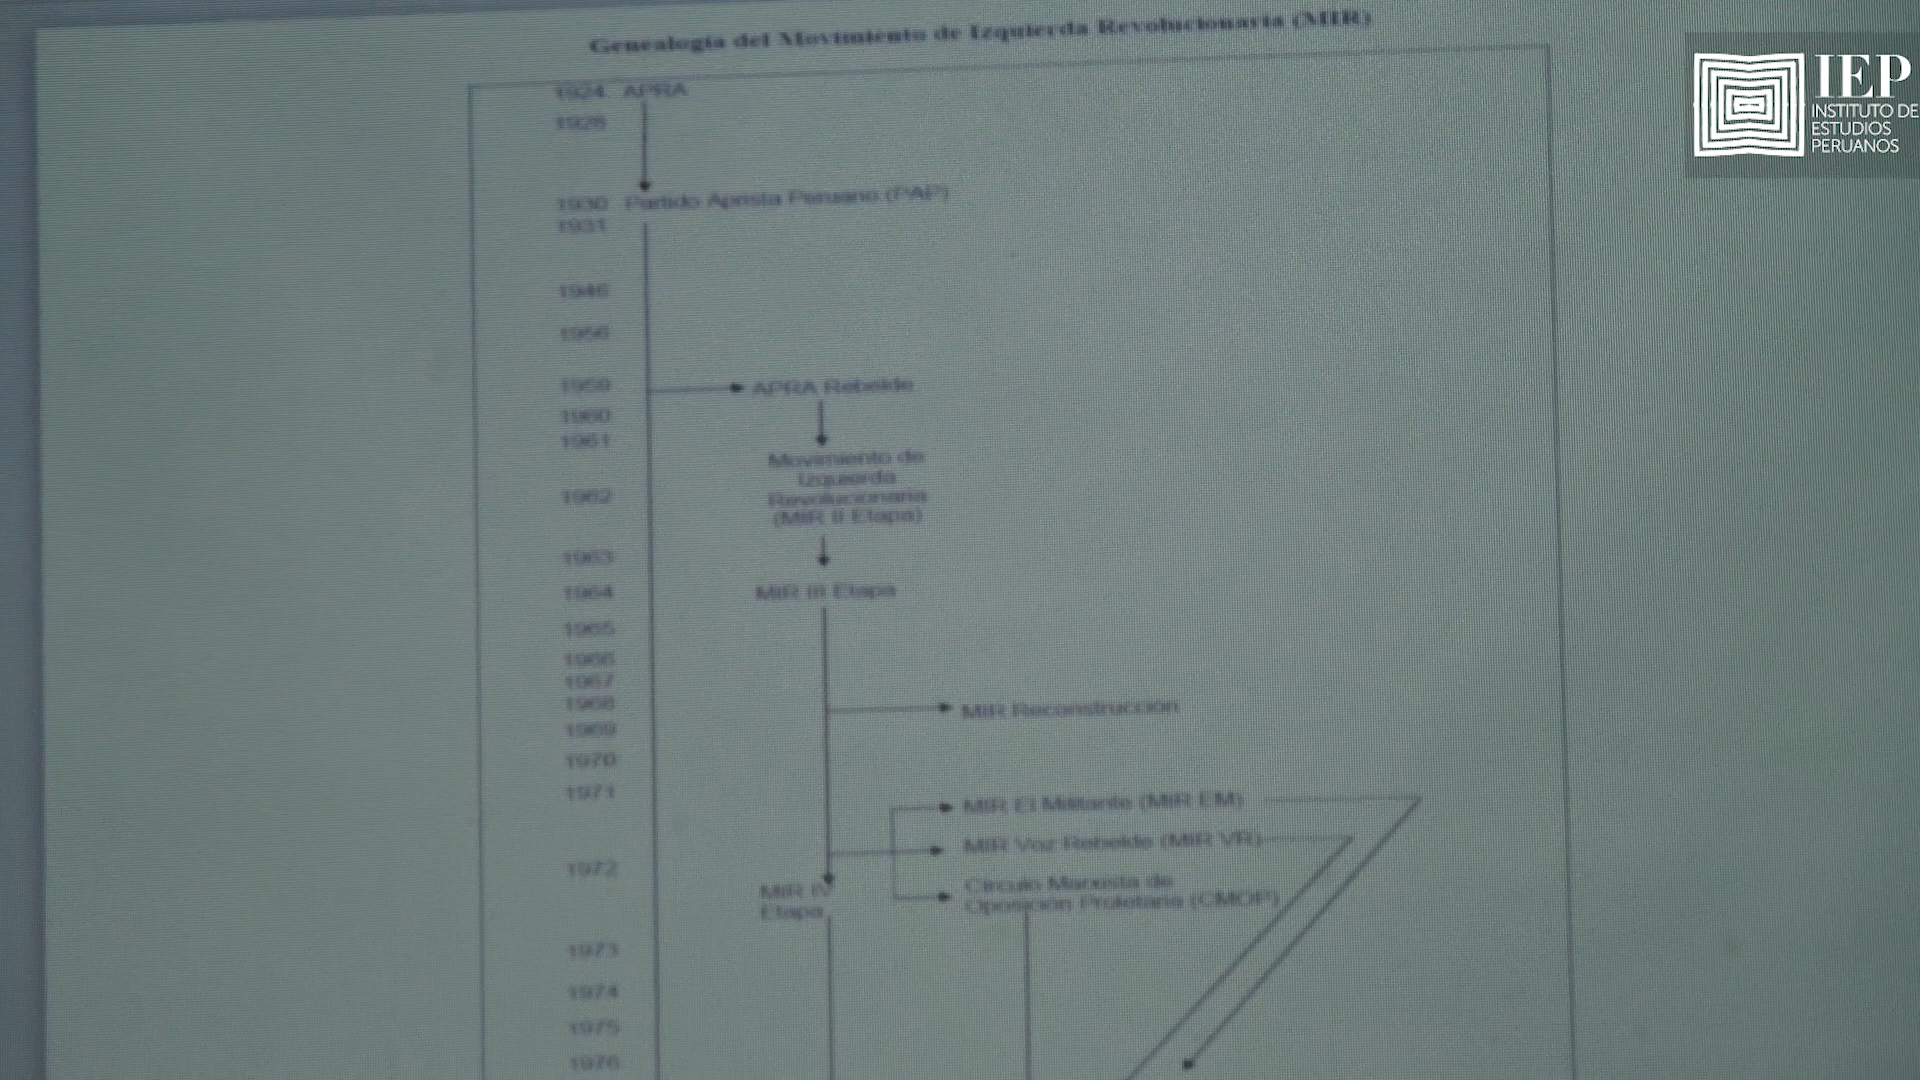 Genealogía del Movimiento de Izquierda Revolucionaria (MIR)
IEP
INSTITUTO DE
ESTUDIOS
PERUANOS
1924 APRA
1928
1930 Partido Aprista Peruano (PAP)
1931
1946
1956
1959 APRA Rebelde
1960
1961
Movimiento de
Izquierda
1962 Revolucionaria
(MIR II Etapa)
1963
1964 MIR III Etapa
1965
1966
1967
1968 MIR Reconstrucción
1969
1970
1971 MIR El Militante (MIR EM)
MIR Voz Rebelde (MIR VR)
1972
MIR IV
Etapa
Círculo Marxista de
Oposición Proletaria (CMOP)
1973
1974
1975
1976